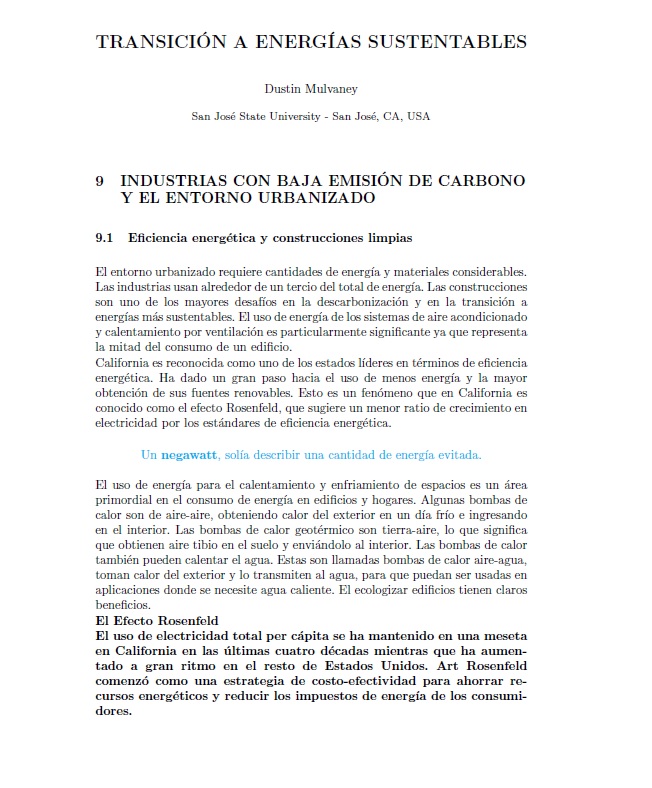 TRANSICIÓN A ENERGÍAS SUSTENTABLES
Dustin Mulvaney
San José State University - San José, CA, USA
9 INDUSTRIAS CON BAJA EMISIÓN DE CARBONO
Y EL ENTORNO URBANIZADO
9.1 Eficiencia energética y construcciones limpias
El entorno urbanizado requiere cantidades de energía y materiales considerables.
Las industrias usan alrededor de un tercio del total de energía. Las construcciones
son uno de los mayores desafíos en la descarbonización y en la transición a
energías más sustentables. El uso de energía de los sistemas de aire acondicionado
y calentamiento por ventilación es particularmente significante ya que representa
la mitad del consumo de un edificio.
California es reconocida como uno de los estados líderes en términos de eficiencia
energética. Ha dado un gran paso hacia el uso de menos energía y la mayor
obtención de sus fuentes renovables. Esto es un fenómeno que en California es
conocido como el efecto Rosenfeld, que sugiere un menor ratio de crecimiento en
electricidad por los estándares de eficiencia energética.
Un negawatt, solía describir una cantidad de energía evitada.
El uso de energía para el calentamiento y enfriamiento de espacios es un área
primordial en el consumo de energía en edificios y hogares. Algunas bombas de
calor son de aire-aire, obteniendo calor del exterior en un día frío e ingresando
en el interior. Las bombas de calor geotérmico son tierra-aire, lo que significa
que obtienen aire tibio en el suelo y enviándolo al interior. Las bombas de calor
también pueden calentar el agua. Estas son llamadas bombas de calor aire-agua,
toman calor del exterior y lo transmiten al agua, para que puedan ser usadas en
aplicaciones donde se necesite agua caliente. El ecologizar edificios tienen claros
beneficios.
El Efecto Rosenfeld
El uso de electricidad total per cápita se ha mantenido en una meseta
en California en las últimas cuatro décadas mientras que ha aumen-
tado a gran ritmo en el resto de Estados Unidos. Art Rosenfeld
comenzó como una estrategia de costo-efectividad para ahorrar re-
cursos energéticos y reducir los impuestos de energía de los consumi-
dores.